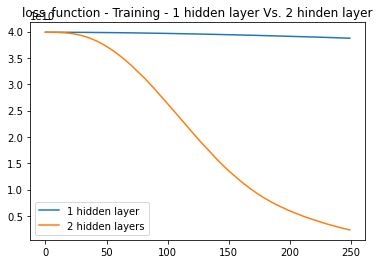 loss function - Training - 1 hidden layer Vs. 2 hinden layer
1e10
4.0
3.5
3.0
2.5
2.0
1.5
1.0
0.5
1 hidden layer
2 hidden layers
0 50 100 150 200 250